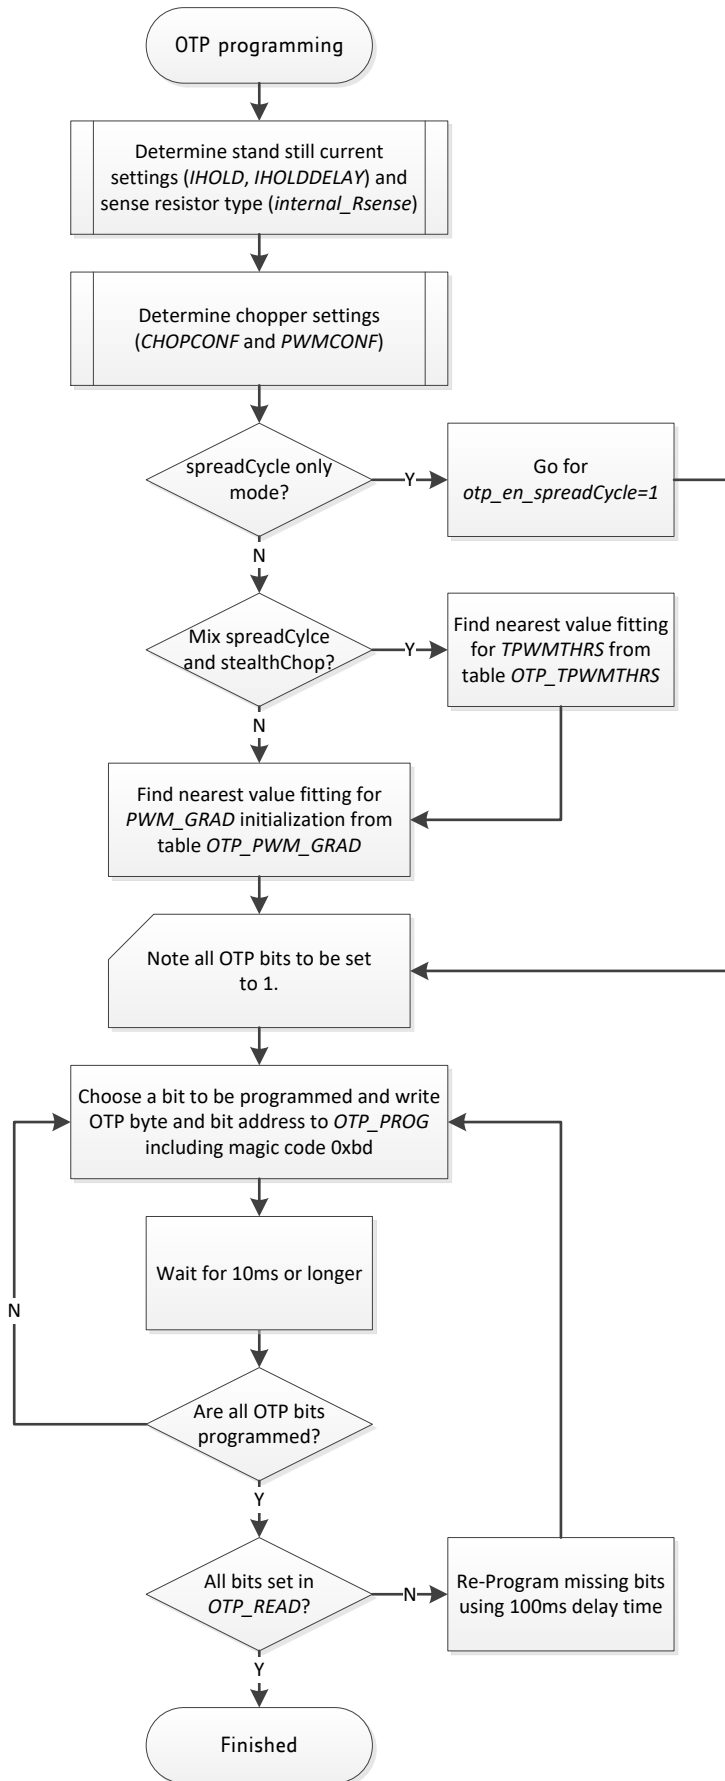 OTP programming
Determine stand still current
settings (IHOLD, IHOLDDELAY) and
sense resistor type (internal_Rsense)
Determine chopper settings
(CHOPCONF and PWMCONF)
spreadCycle only
mode?
Y
Go for
otp_en_spreadCycle=1
N
Mix spreadCylce
and stealthChop?
Y
Find nearest value fitting
for TPWMTHRS from
table OTP_TPWMTHRS
N
Find nearest value fitting for
PWM_GRAD initialization from
table OTP_PWM_GRAD
Note all OTP bits to be set
to 1.
Choose a bit to be programmed and write
OTP byte and bit address to OTP_PROG
including magic code 0xbd
Wait for 10ms or longer
N
Are all OTP bits
programmed?
Y
All bits set in
OTP_READ?
N
Re-Program missing bits
using 100ms delay time
Y
Finished